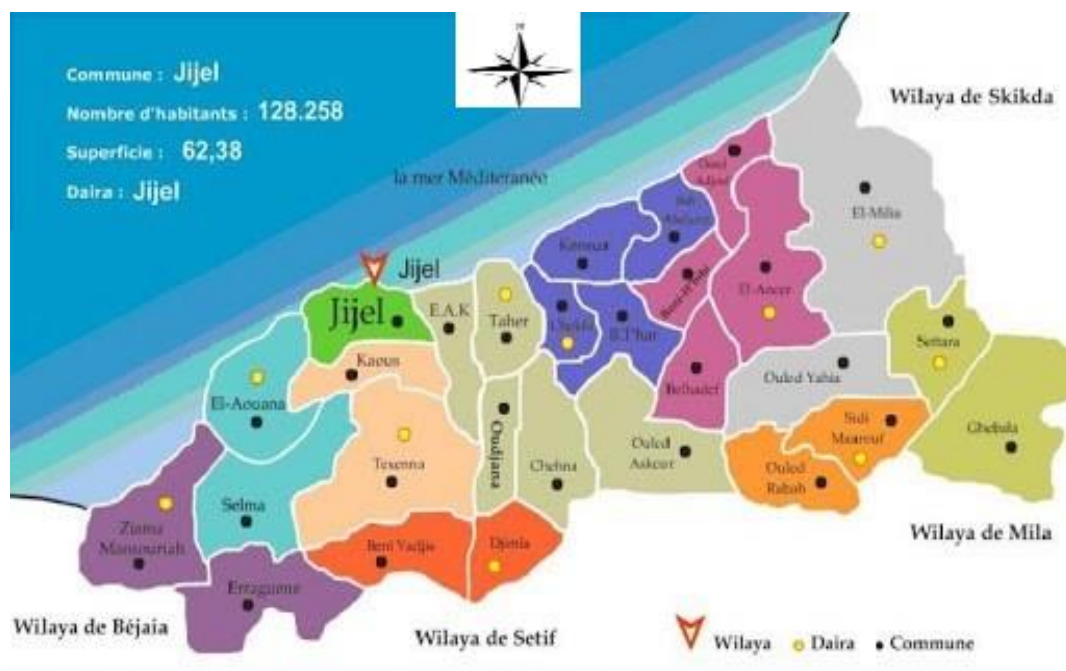 N
Commune : Jijel
Nombre d'habitants : 128.258
Superficie : 62,38
Daira : Jijel
Wilaya de Skikda
la mer Méditeranée
El-Milia
Jijel
Jijel
E.A.K
Taher
Kennar
El-Ancer
B.T'har
Settara
Kaous
Ouled Yahia
Belhadef
El-Aouana
Sidi
Maarouf
Ghebala
Texenna
Oudjana
Chehna
Ouled
Askeur
Ouled
Rabah
Selma
Ziama
Mansouriah
Beni Yadjis
Djimla
Wilaya de Mila
Erraguene
Wilaya de Béjaia
Wilaya de Setif
Wilaya
Daira
Commune